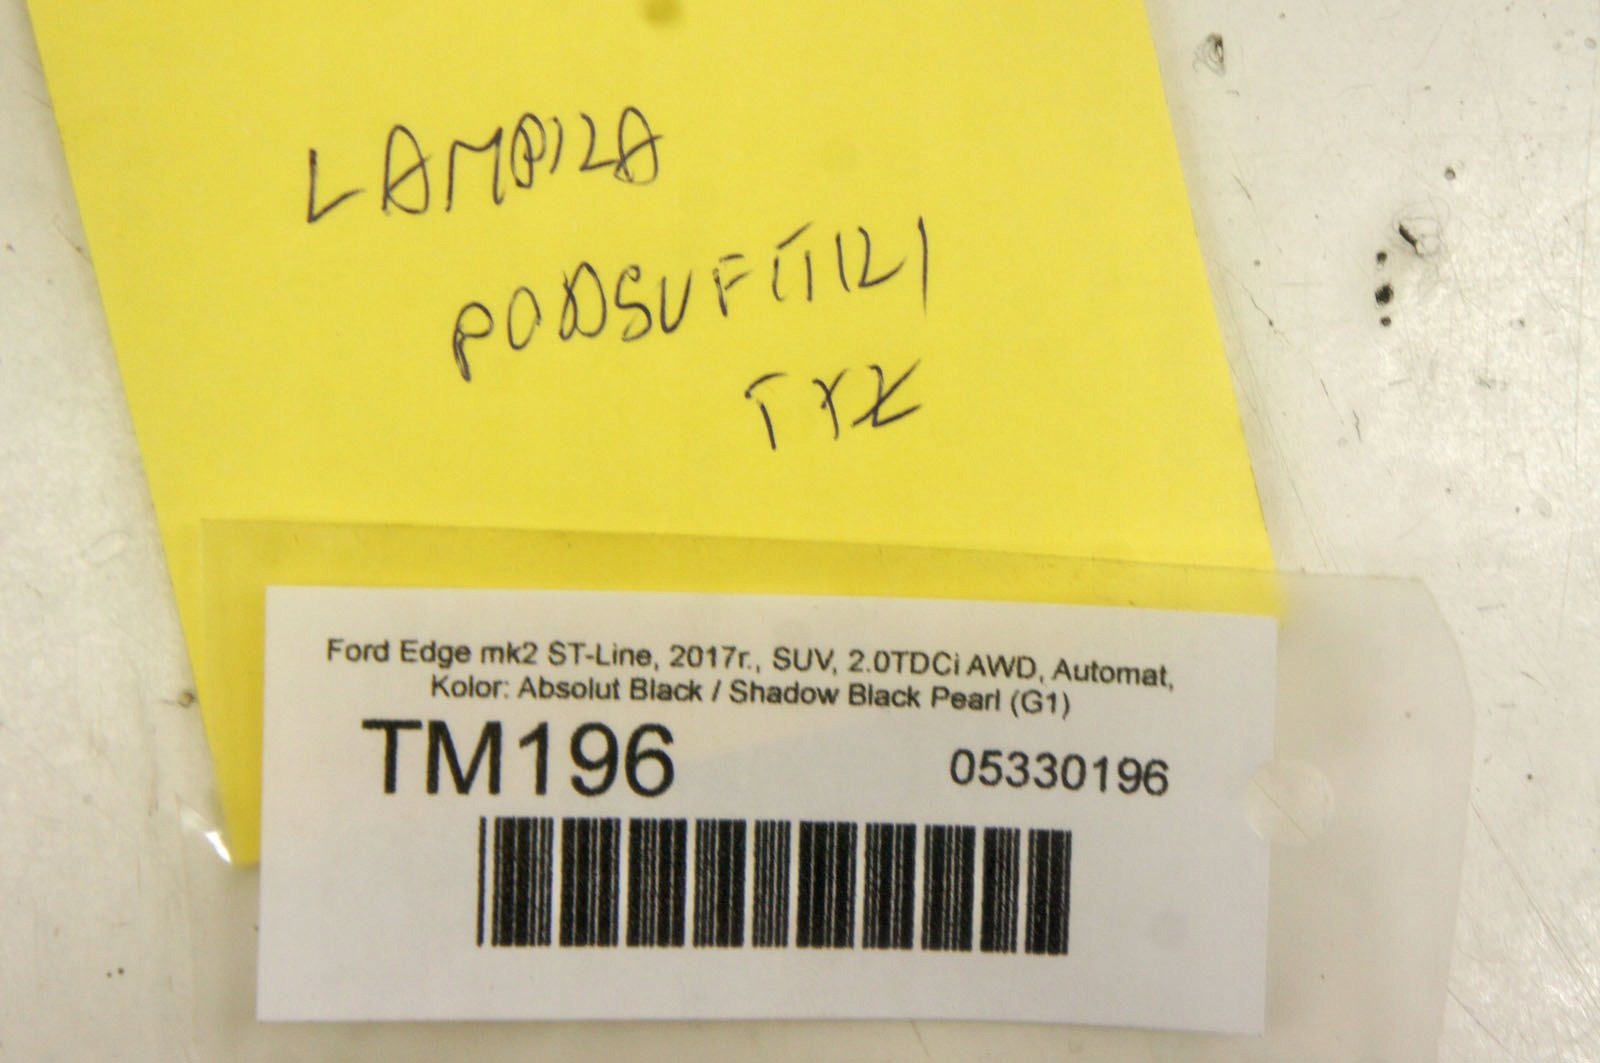 LAMPKA
PODSUFITKI
TYŁ
Ford Edge mk2 ST-Line, 2017r., SUV, 2.0TDCi AWD, Automat,
Kolor: Absolut Black / Shadow Black Pearl (G1)
TM196
05330196